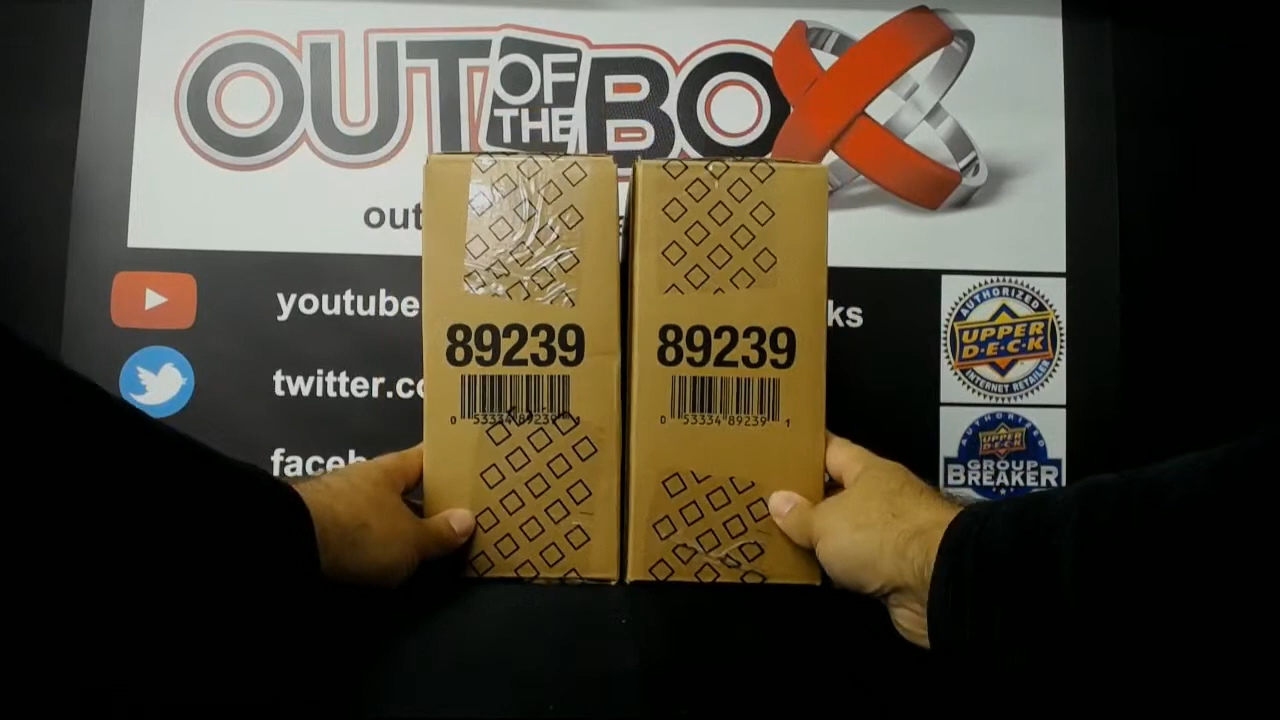 OUT OF THE BOX
out
youtube
ks
twitter.co
faceb
AUTHORIZED
UPPER
D·E·C·K
INTERNET RETAILER
AUTHORIZED
UPPER
DECK
GROUP
BREAKER
89239
0 53334 89239 1
89239
0 53334 89239 1